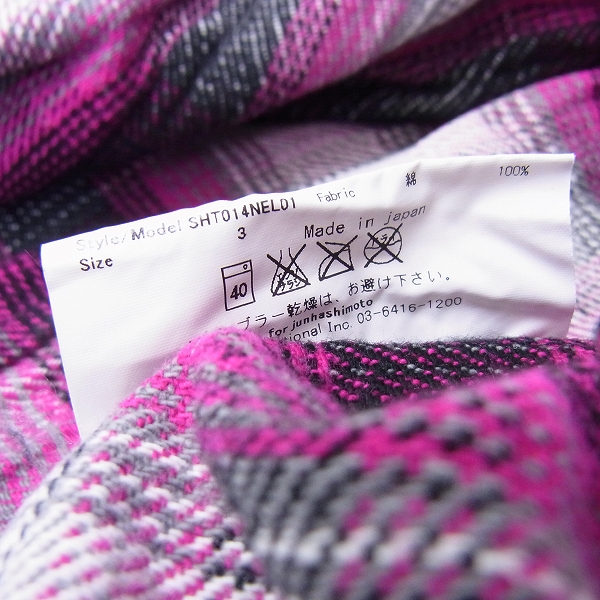 Style/Model SHT014NEL01 Fabric 綿 100%
Size 3 Made in japan
40
ブラー乾燥は、お避け下さい。
for junhashimoto
ional Inc. 03-6416-1200